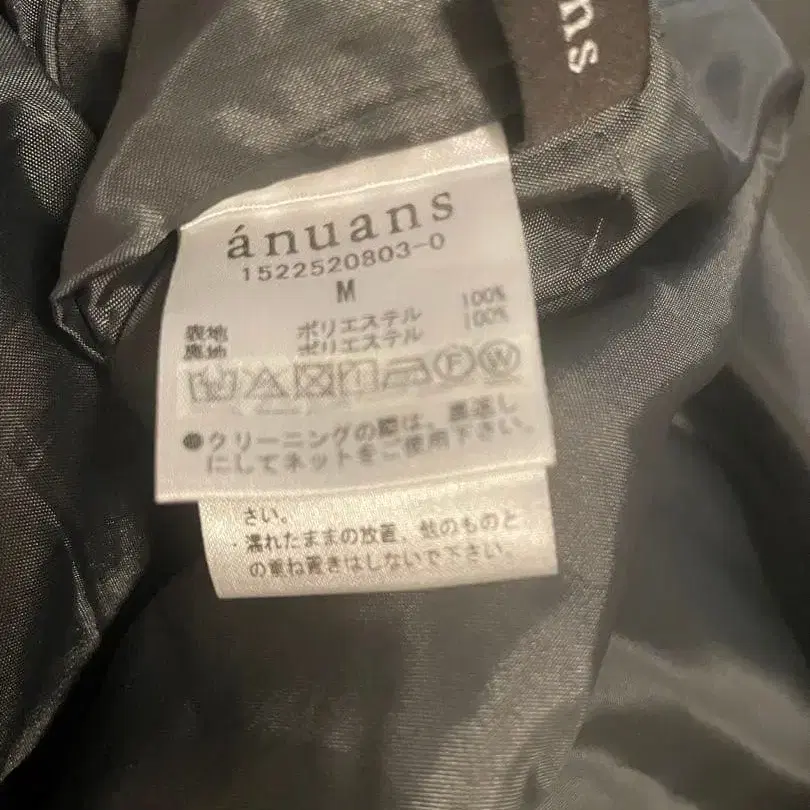 ns
ánuans
1522520803-0
M
表地 ポリエステル 100%
裏地 ポリエステル 100%
F W
●クリーニングの際は、裏返し
にしてネットをご使用下さい。
さい。
・濡れたままの放置、他のものと
の重ね置きはしないで下さい。